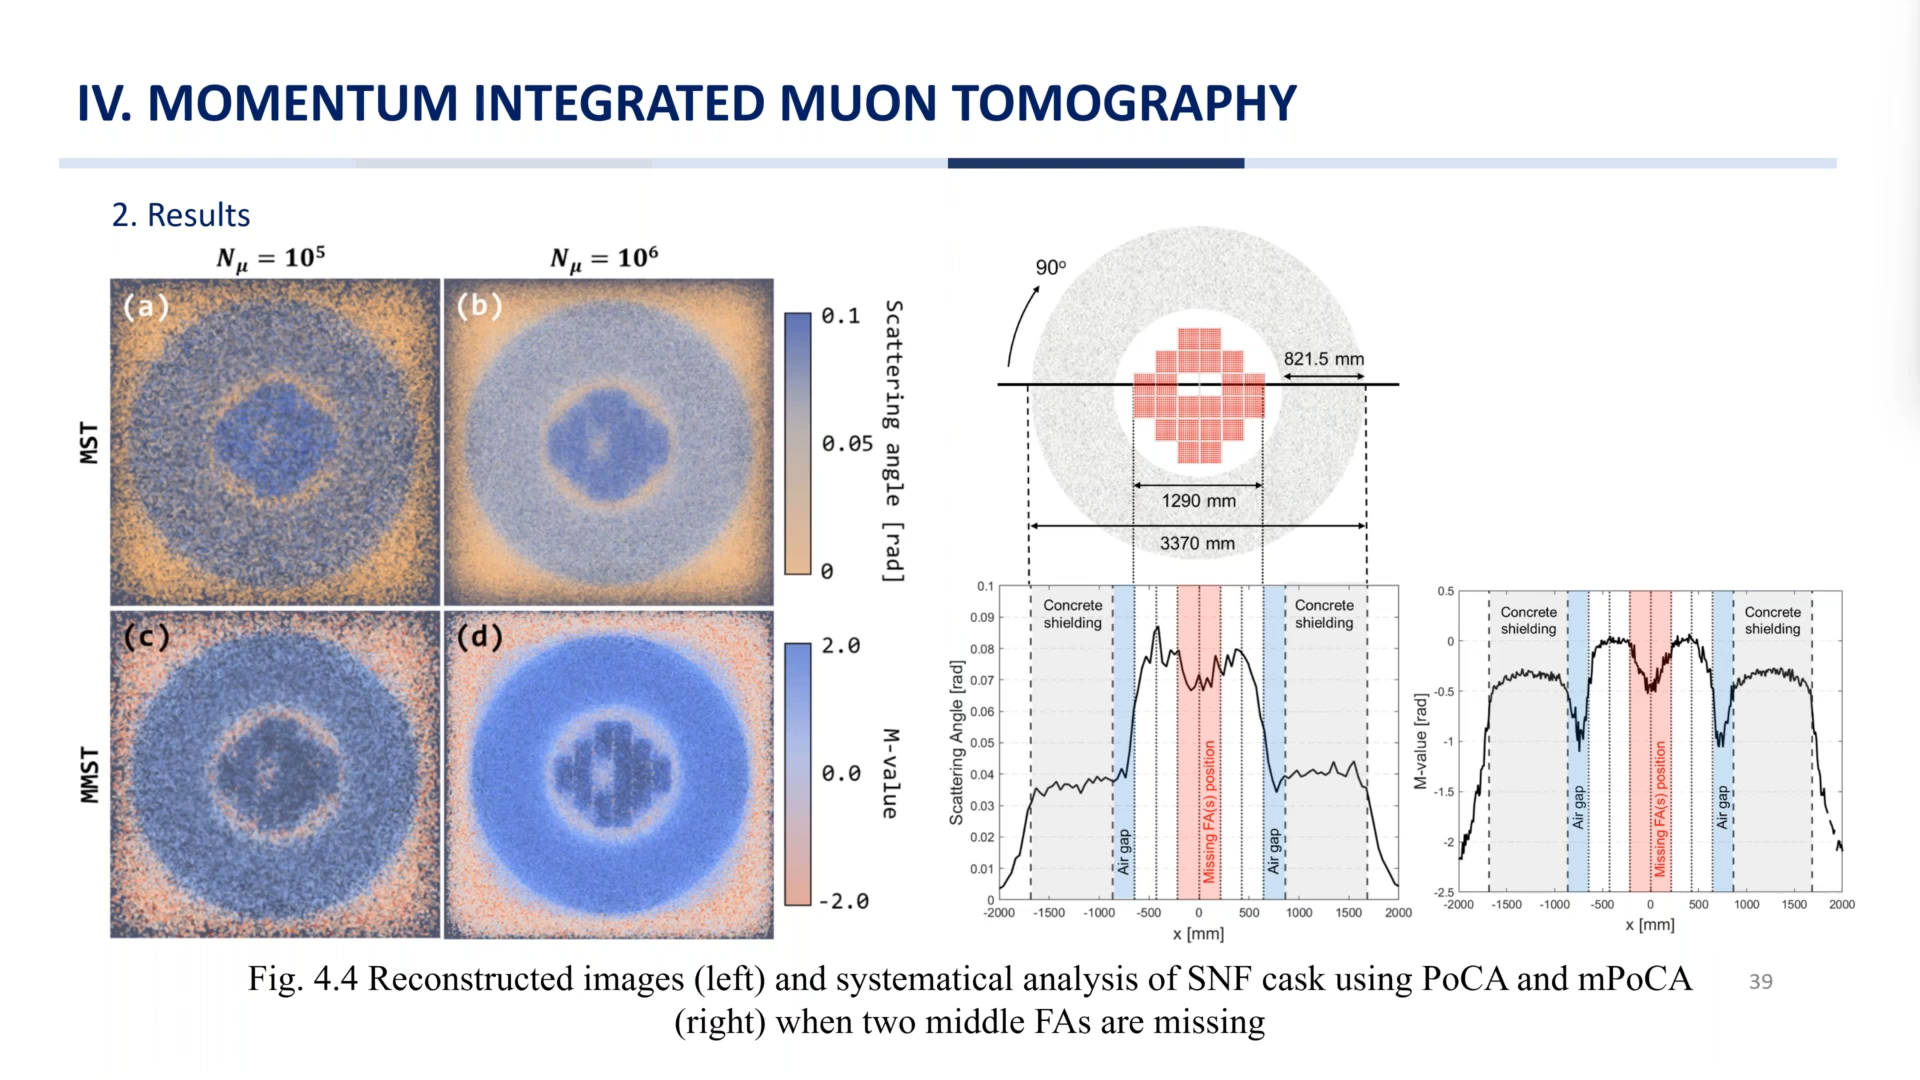 IV. MOMENTUM INTEGRATED MUON TOMOGRAPHY
2. Results
Nμ = 10⁵
Nμ = 10⁶
(a)
(b)
(c)
(d)
MST
MMST
0.1
0.05
0
Scattering angle [rad]
2.0
0.0
-2.0
M-value
90º
821.5 mm
1290 mm
3370 mm
0.1
0.09
0.08
0.07
0.06
0.05
0.04
0.03
0.02
0.01
0
Scattering Angle [rad]
Concrete
shielding
Air gap
Missing FA(s) position
Air gap
Concrete
shielding
-2000 -1500 -1000 -500 0 500 1000 1500 2000
x [mm]
0.5
0
-0.5
-1
-1.5
-2
-2.5
M-value [rad]
Concrete
shielding
Air gap
Missing FA(s) position
Air gap
Concrete
shielding
-2000 -1500 -1000 -500 0 500 1000 1500 2000
x [mm]
Fig. 4.4 Reconstructed images (left) and systematical analysis of SNF cask using PoCA and mPoCA
(right) when two middle FAs are missing
39